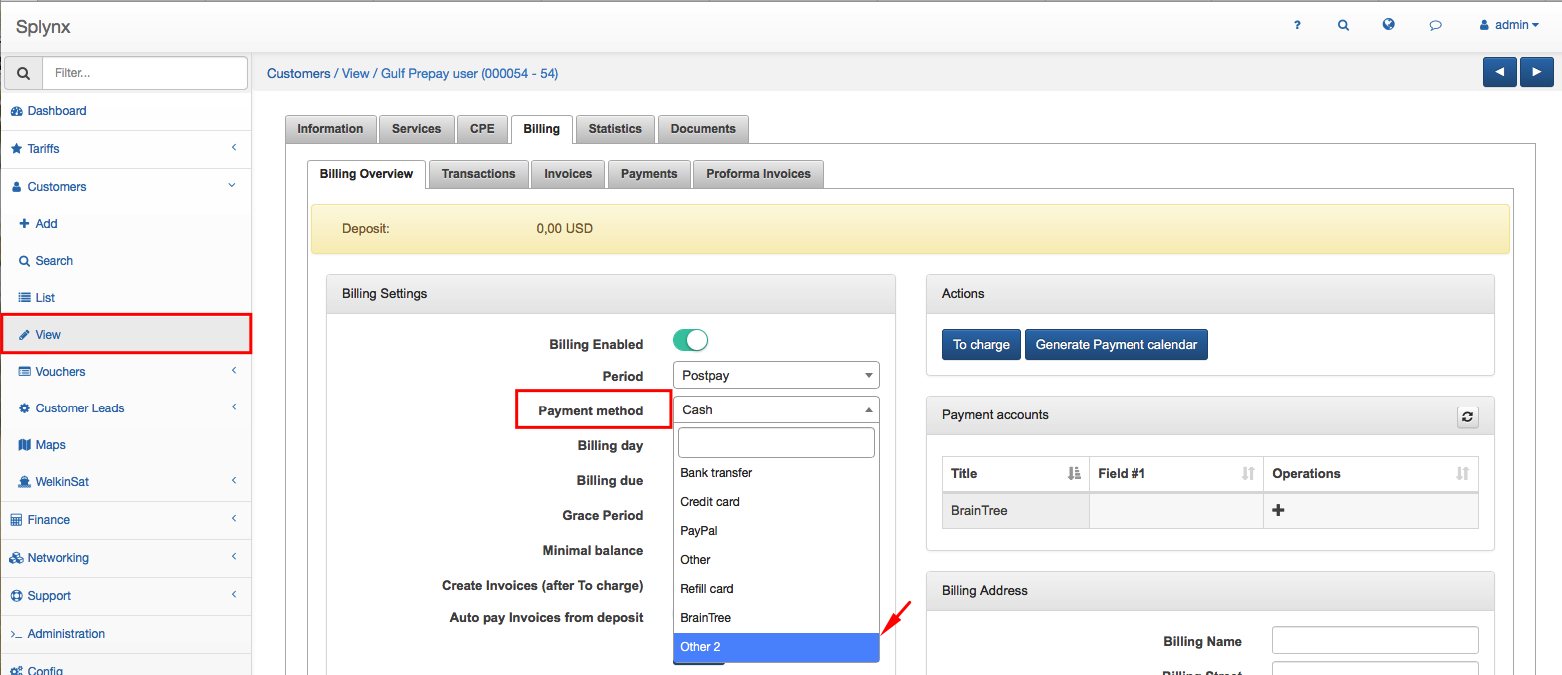 Splynx
?
admin
Filter...
Customers / View / Gulf Prepay user (000054 - 54)
Dashboard
Tariffs
Customers
Add
Search
List
View
Vouchers
Customer Leads
Maps
WelkinSat
Finance
Networking
Support
Administration
Config
Information Services CPE Billing Statistics Documents
Billing Overview Transactions Invoices Payments Proforma Invoices
Deposit: 0,00 USD
Billing Settings
Billing Enabled
Period Postpay
Payment method Cash
Billing day
Billing due
Grace Period
Minimal balance
Create Invoices (after To charge)
Auto pay Invoices from deposit
Bank transfer
Credit card
PayPal
Other
Refill card
BrainTree
Other 2
Actions
To charge Generate Payment calendar
Payment accounts
Title Field #1 Operations
BrainTree
Billing Address
Billing Name
Billing Street